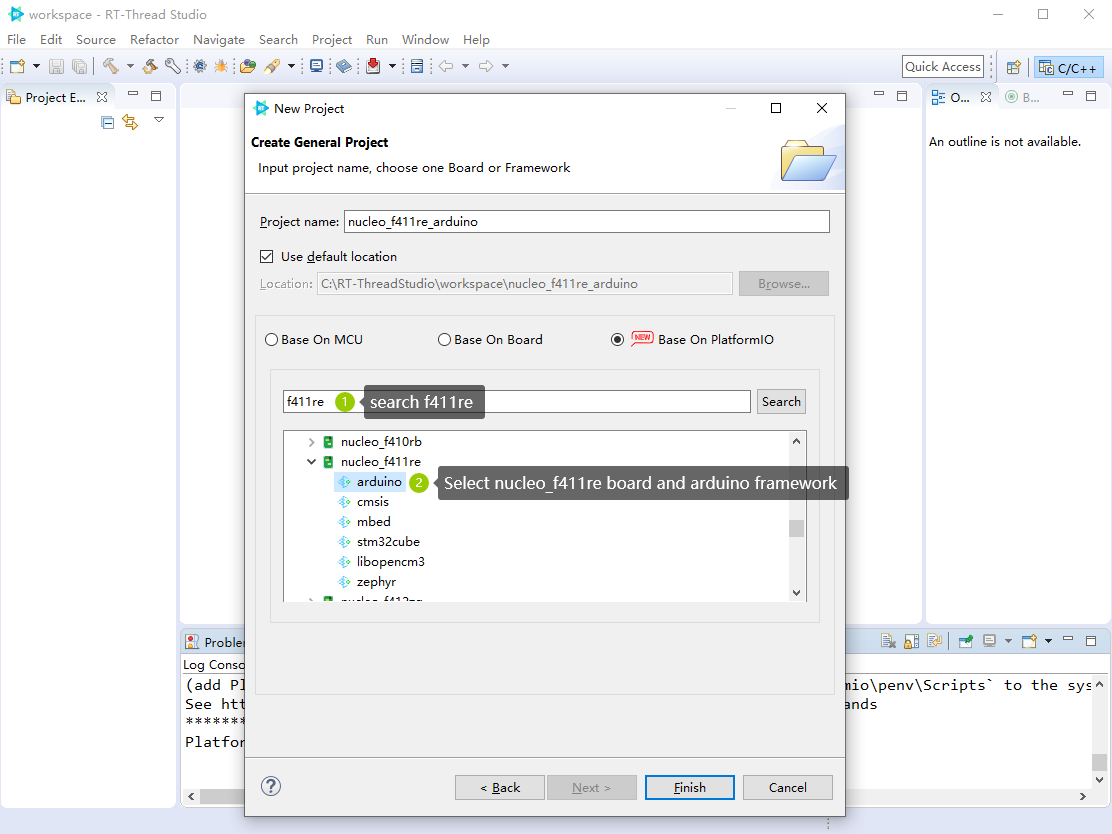 workspace - RT-Thread Studio
File Edit Source Refactor Navigate Search Project Run Window Help
Quick Access
C/C++
Project E...
O...
B...
An outline is not available.
New Project
Create General Project
Input project name, choose one Board or Framework
Project name: nucleo_f411re_arduino
Use default location
Location: C:\RT-ThreadStudio\workspace\nucleo_f411re_arduino Browse...
Base On MCU Base On Board NEW Base On PlatformIO
f411re 1 search f411re Search
nucleo_f410rb
nucleo_f411re
arduino 2 Select nucleo_f411re board and arduino framework
cmsis
mbed
stm32cube
libopencm3
zephyr
Problem
Log Conso
(add Pl mio\penv\Scripts` to the sys
See htt ands
*******
Platfor
? < Back Next > Finish Cancel